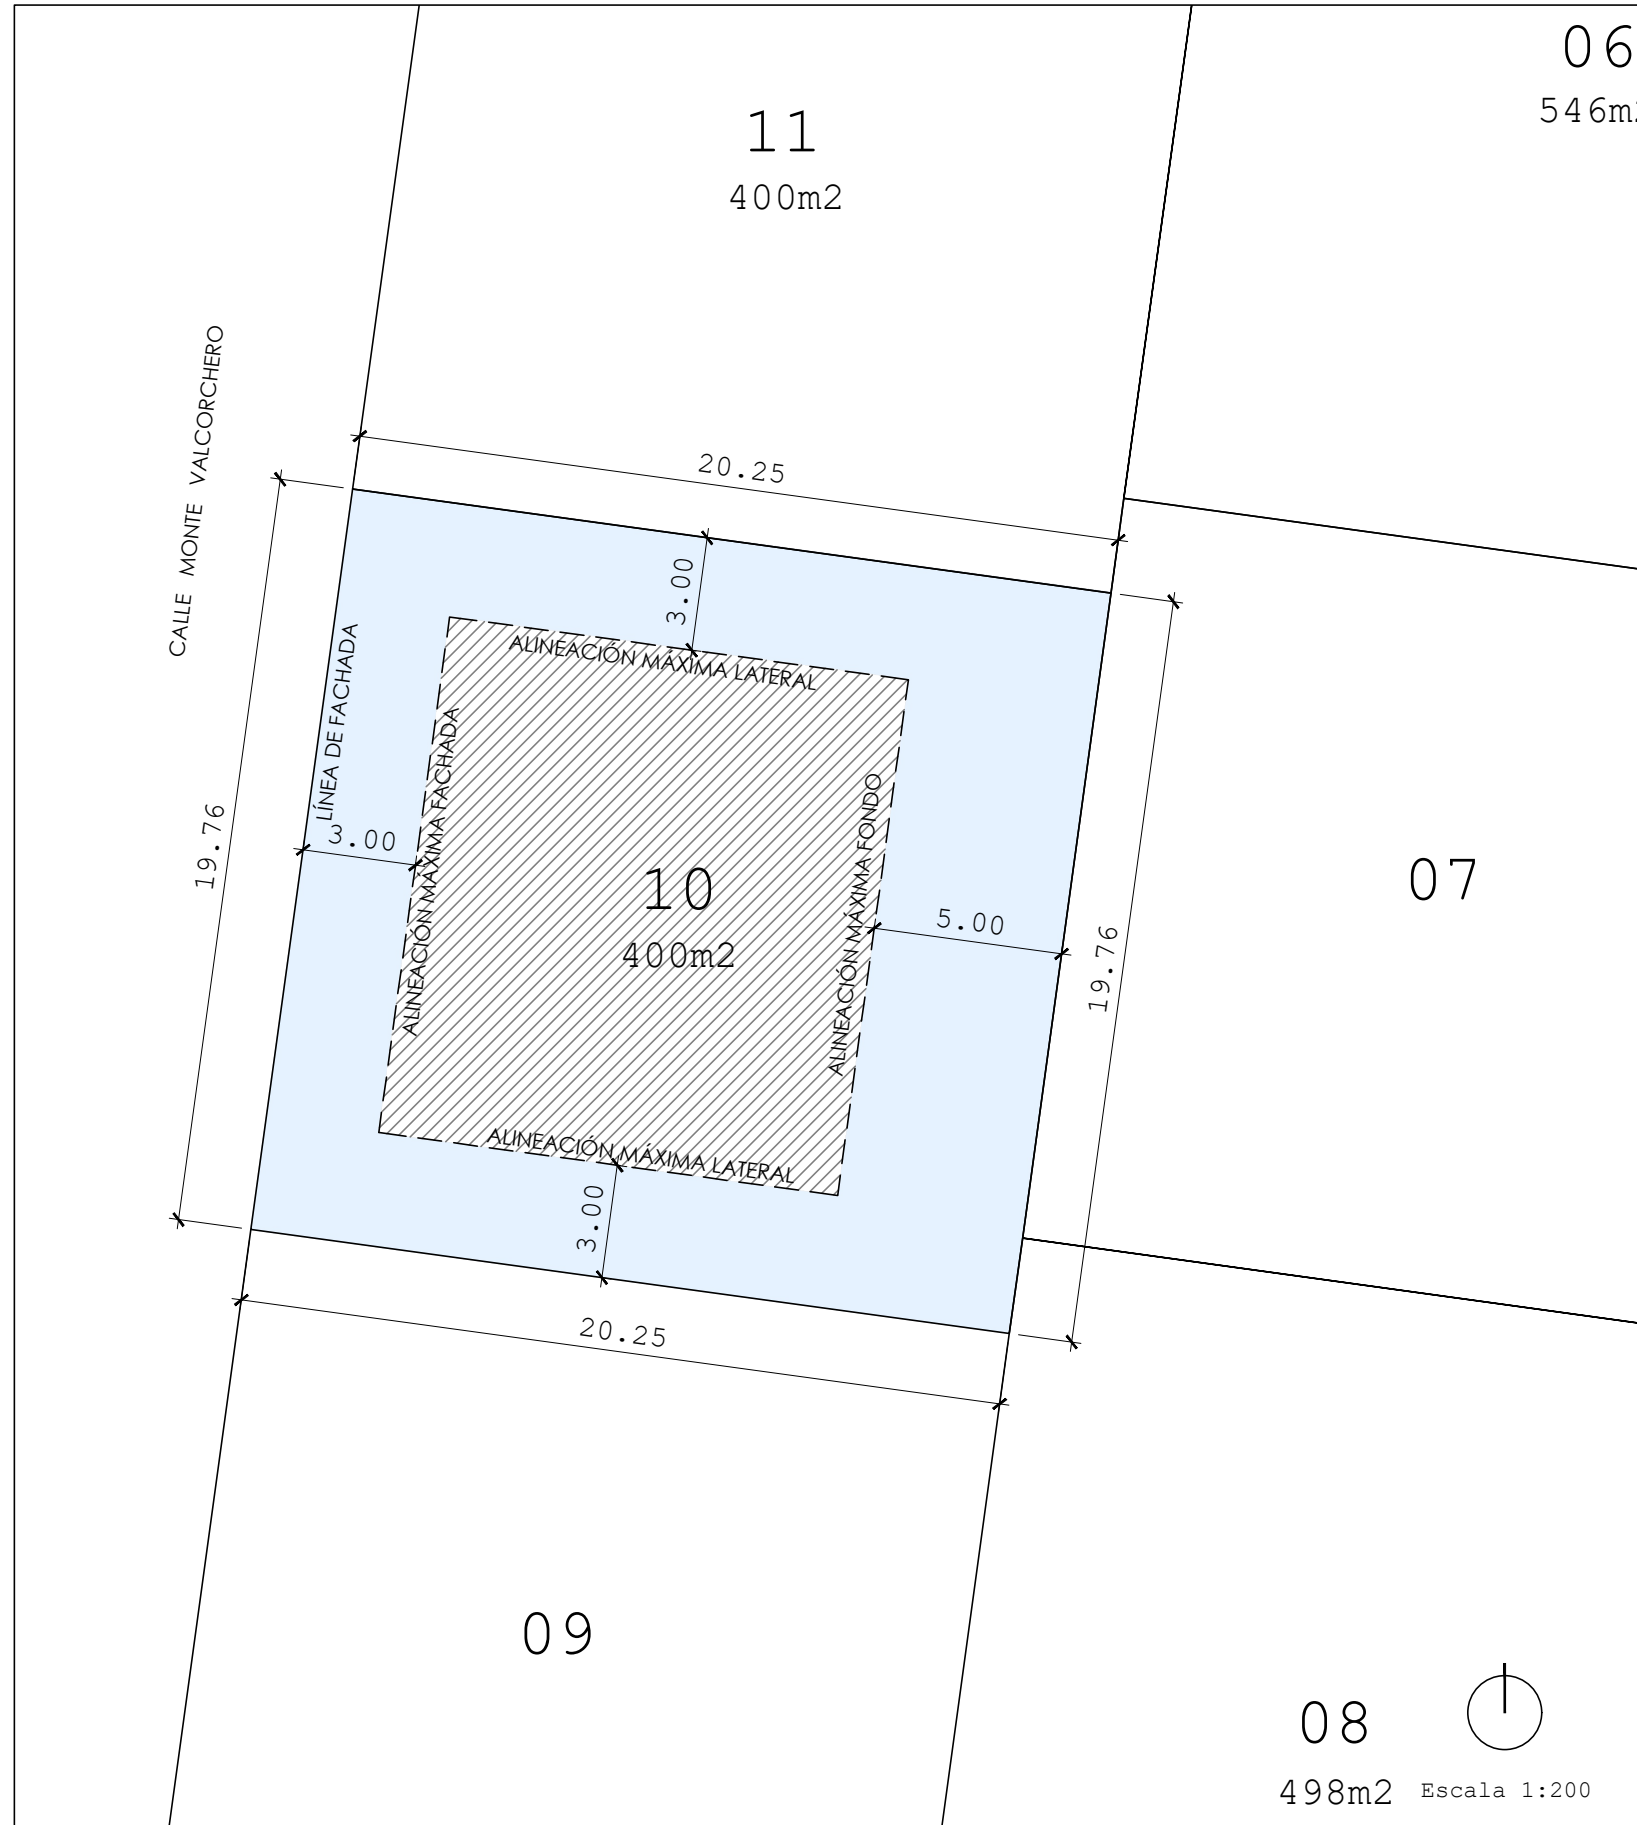 06
546m
11
400m2
CALLE MONTE VALCORCHERO
20.25
3.00
ALINEACIÓN MÁXIMA LATERAL
LÍNEA DE FACHADA
ALINEACIÓN MÁXIMA FACHADA
19.76
3.00
10
400m2
ALINEACIÓN MÁXIMA FONDO
5.00
19.76
07
ALINEACIÓN MÁXIMA LATERAL
3.00
20.25
09
08
498m2
Escala 1:200